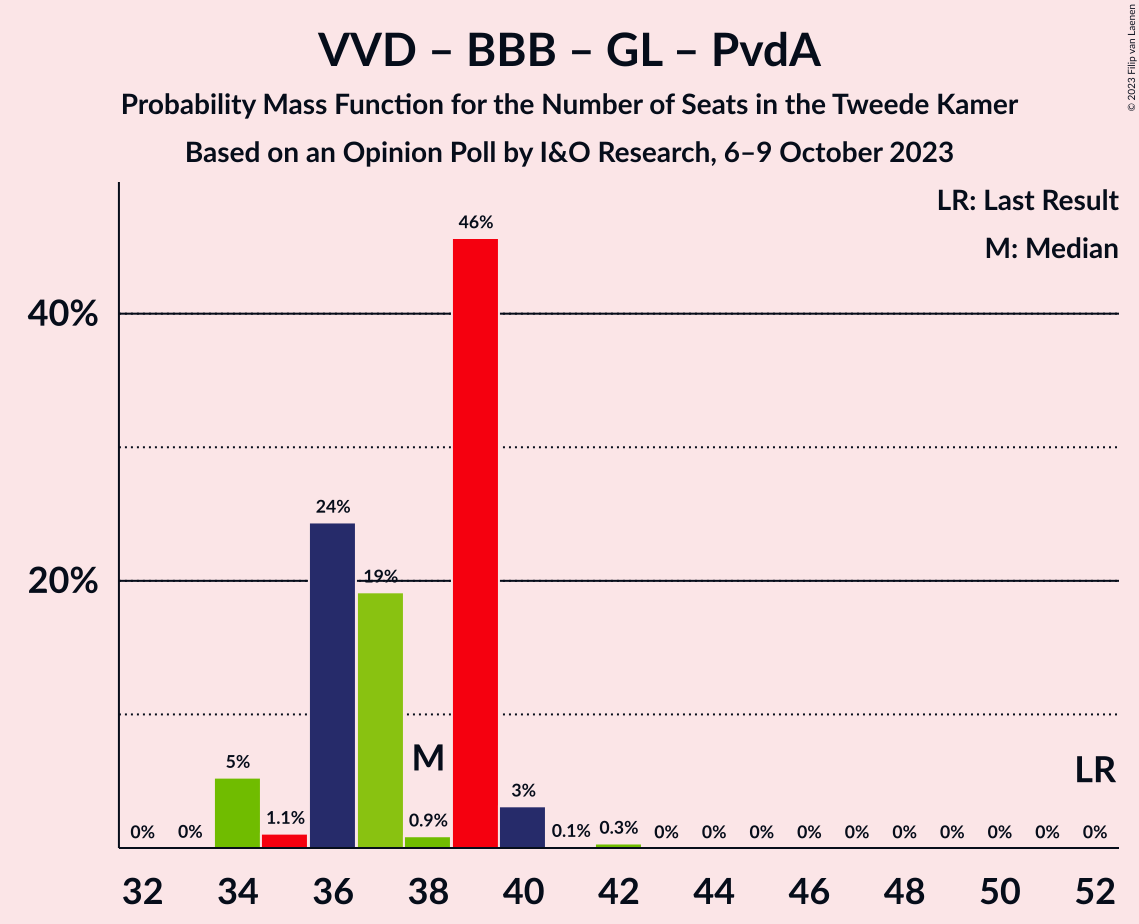 VVD – BBB – GL – PvdA
Probability Mass Function for the Number of Seats in the Tweede Kamer
Based on an Opinion Poll by I&O Research, 6–9 October 2023
© 2023 Filip van Laenen
LR: Last Result
M: Median
40%
20%
0% 0% 5% 1.1% 24% 19% 0.9% 46% 3% 0.1% 0.3% 0% 0% 0% 0% 0% 0% 0% 0% 0% 0%
M
LR
32 34 36 38 40 42 44 46 48 50 52